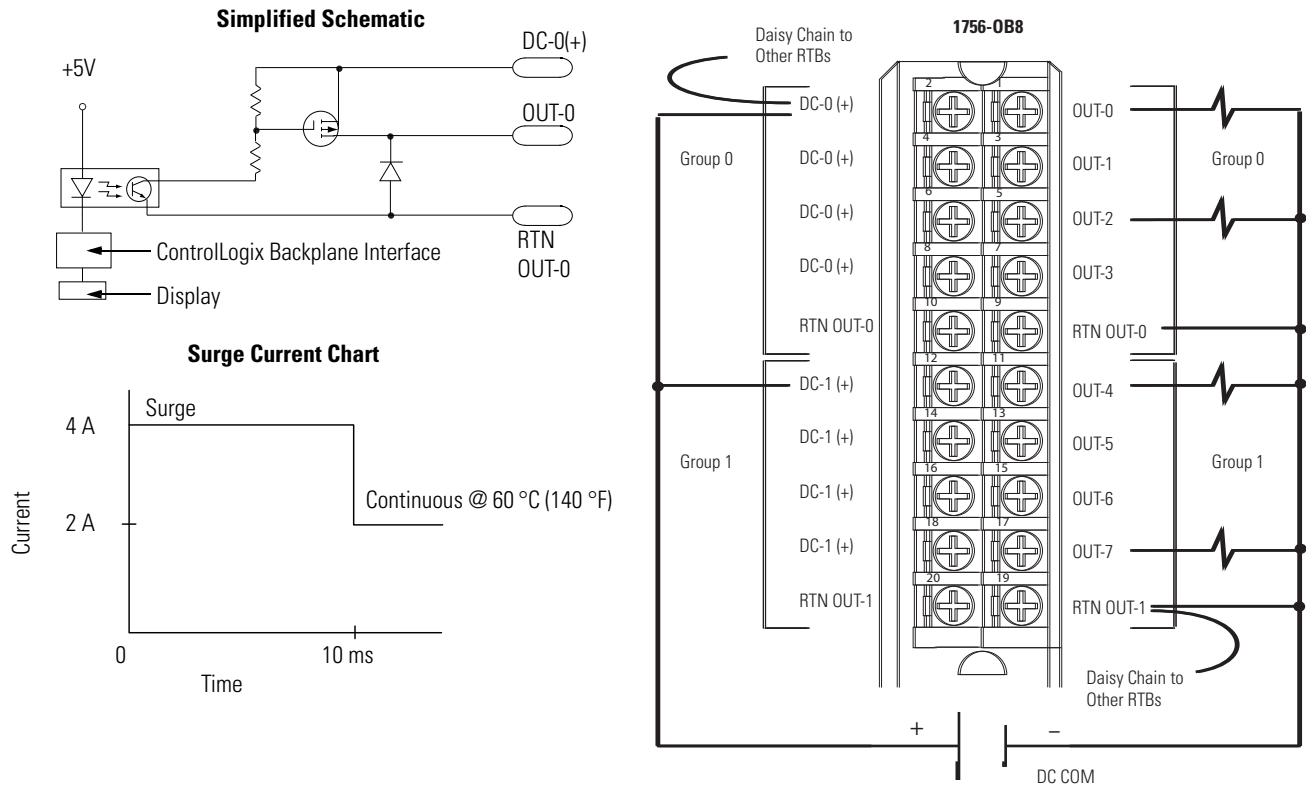 Simplified Schematic
+5V
DC-0(+)
OUT-0
RTN
OUT-0
ControlLogix Backplane Interface
Display
Surge Current Chart
Current
4 A
2 A
Surge
Continuous @ 60 °C (140 °F)
0
10 ms
Time
1756-OB8
Daisy Chain to
Other RTBs
Group 0
Group 1
DC-0 (+)
DC-0 (+)
DC-0 (+)
DC-0 (+)
RTN OUT-0
DC-1 (+)
DC-1 (+)
DC-1 (+)
DC-1 (+)
RTN OUT-1
2 1
4 3
6 5
8 7
10 9
12 11
14 13
16 15
18 17
20 19
OUT-0
OUT-1
OUT-2
OUT-3
RTN OUT-0
OUT-4
OUT-5
OUT-6
OUT-7
RTN OUT-1
Group 0
Group 1
Daisy Chain to
Other RTBs
+ –
DC COM